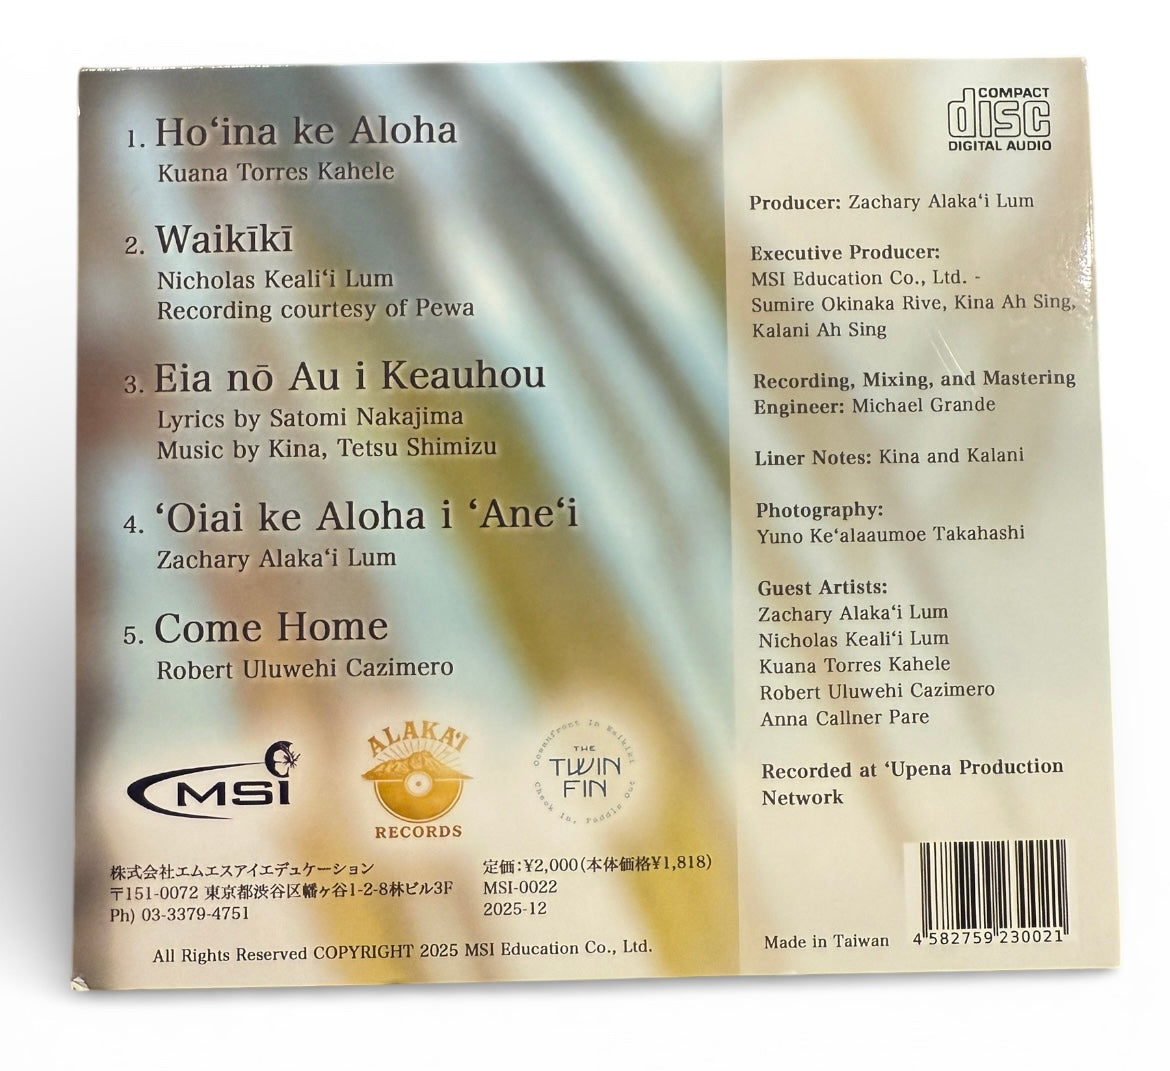 1. Hoʻina ke Aloha
Kuana Torres Kahele
2. Waikīkī
Nicholas Kealiʻi Lum
Recording courtesy of Pewa
3. Eia nō Au i Keauhou
Lyrics by Satomi Nakajima
Music by Kina, Tetsu Shimizu
4. ʻOiai ke Aloha i ʻAneʻi
Zachary Alakaʻi Lum
5. Come Home
Robert Uluwehi Cazimero
MSi
ALAKAʻI
RECORDS
Oceanfront in Waikiki
THE
TWIN
FIN
Check In, Paddle Out
株式会社エムエスアイエデュケーション
〒151-0072 東京都渋谷区幡ヶ谷1-2-8林ビル3F
Ph) 03-3379-4751
定価:¥2,000(本体価格¥1,818)
MSI-0022
2025-12
All Rights Reserved COPYRIGHT 2025 MSI Education Co., Ltd.
COMPACT
disc
DIGITAL AUDIO
Producer: Zachary Alakaʻi Lum
Executive Producer:
MSI Education Co., Ltd. -
Sumire Okinaka Rive, Kina Ah Sing,
Kalani Ah Sing
Recording, Mixing, and Mastering
Engineer: Michael Grande
Liner Notes: Kina and Kalani
Photography:
Yuno Keʻalaaumoe Takahashi
Guest Artists:
Zachary Alakaʻi Lum
Nicholas Kealiʻi Lum
Kuana Torres Kahele
Robert Uluwehi Cazimero
Anna Callner Pare
Recorded at ʻUpena Production
Network
Made in Taiwan
4 582759 230021